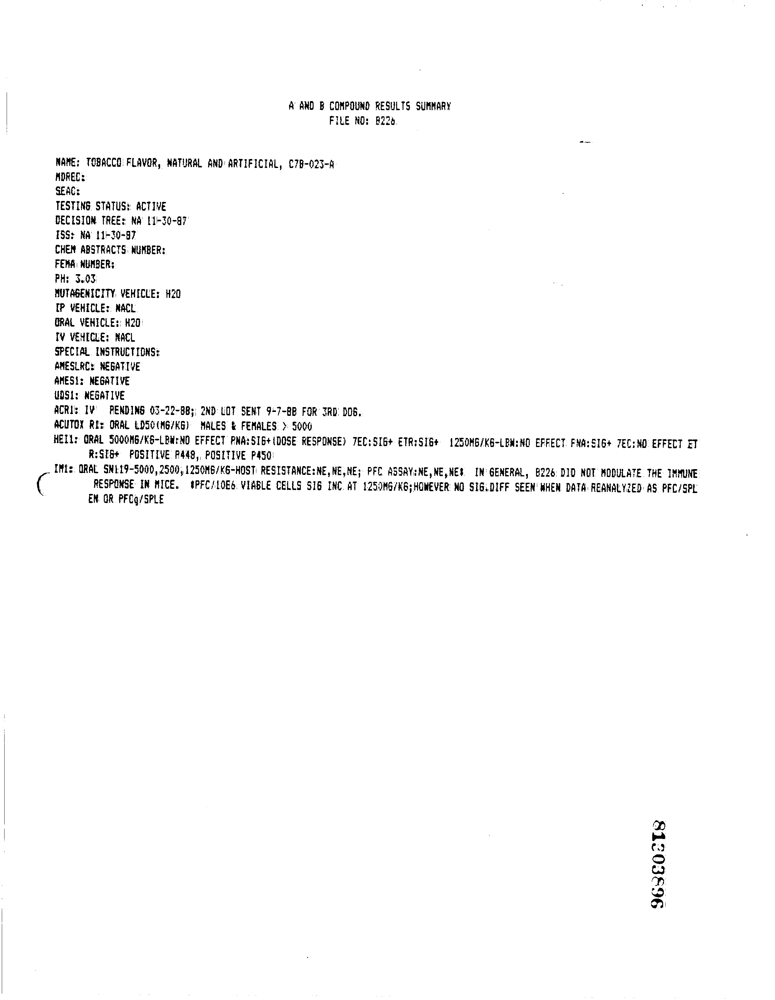 A AND B COMPOUND RESULTS SUMMARY
FILE NO: B226
NAME: TOBACCO FLAVOR, NATURAL AND ARTIFICIAL, C7B-023-A
MDREC:
SEAC:
TESTING STATUS: ACTIVE
DECISION TREE: NA 11-30-87
ISS: NA 11-30-87
CHEM ABSTRACTS NUMBER:
FEMA NUMBER:
PH: 3.03
MUTAGENICITY VEHICLE: H2O
IP VEHICLE: NACL
ORAL VEHICLE: H2O
IV VEHICLE: NACL
SPECIAL INSTRUCTIONS:
AMESLRC: NEGATIVE
AMES1: NEGATIVE
UDS1: NEGATIVE
ACR1: IV PENDING 03-22-88; 2ND LOT SENT 9-7-88 FOR 3RD DOG.
ACUTOX RI: ORAL LD50(MG/KG) MALES & FEMALES > 5000
HEI1: ORAL 5000MG/KG-LBW:NO EFFECT PNA:SIG+(DOSE RESPONSE) 7EC:SIG+ ETR:SIG+ 1250MG/KG-LBW:NO EFFECT PNA:SIG+ 7EC:NO EFFECT ET
R:SIG+ POSITIVE P448, POSITIVE P450
IM1: ORAL SN119-5000,2500,1250MG/KG-HOST RESISTANCE:NE,NE,NE; PFC ASSAY:NE,NE,NE* IN GENERAL, B226 DID NOT MODULATE THE IMMUNE
RESPONSE IN MICE. *PFC/10E6 VIABLE CELLS SIG INC AT 1250MG/KG;HOWEVER NO SIG.DIFF SEEN WHEN DATA REANALYZED AS PFC/SPL
EN OR PFCq/SPLE
81303896